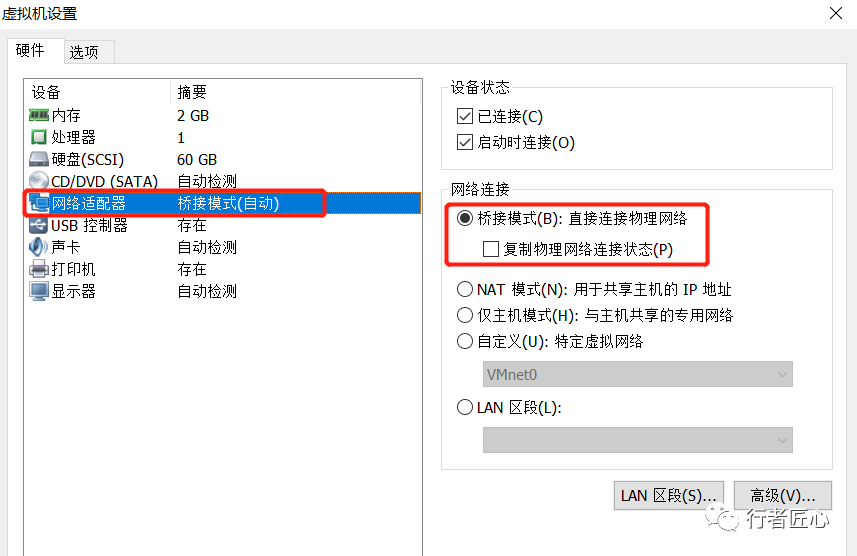 虚拟机设置
硬件 选项
设备 摘要
内存 2 GB
处理器 1
硬盘(SCSI) 60 GB
CD/DVD (SATA) 自动检测
网络适配器 桥接模式(自动)
USB 控制器 存在
声卡 自动检测
打印机 存在
显示器 自动检测
设备状态
已连接(C)
启动时连接(O)
网络连接
桥接模式(B): 直接连接物理网络
复制物理网络连接状态(P)
NAT 模式(N): 用于共享主机的 IP 地址
仅主机模式(H): 与主机共享的专用网络
自定义(U): 特定虚拟网络
VMnet0
LAN 区段(L):
LAN 区段(S)... 高级(V)...
行者匠心